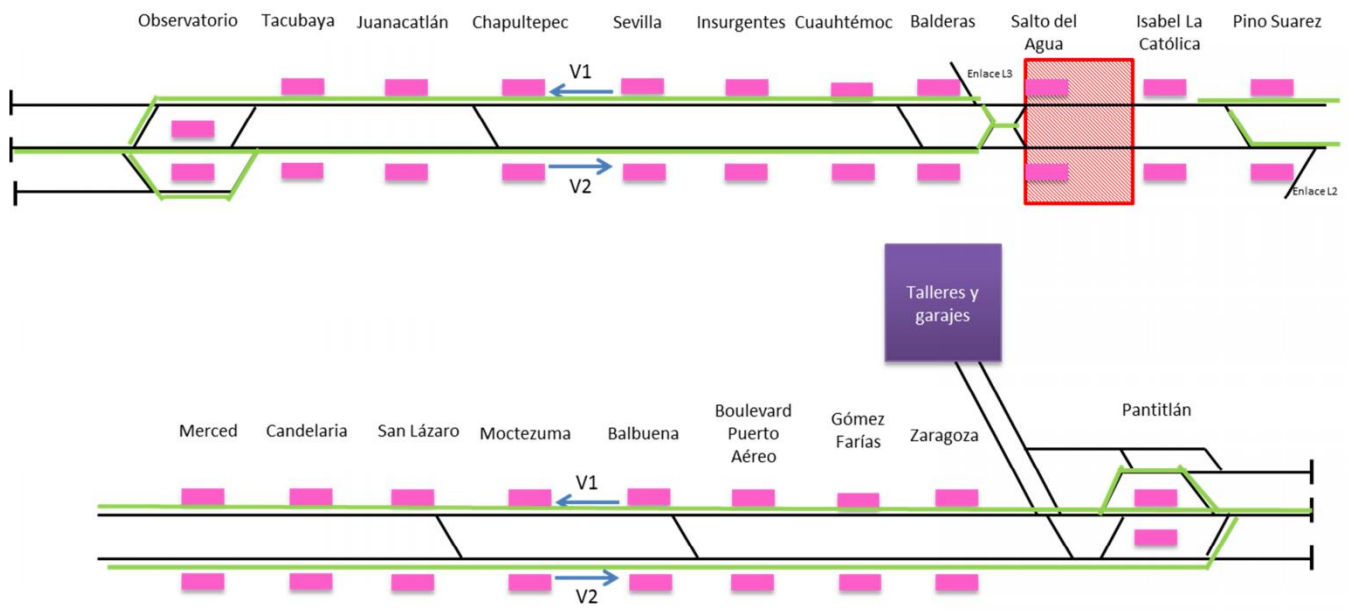 Observatorio
Tacubaya
Juanacatlán
Chapultepec
Sevilla
Insurgentes
Cuauhtémoc
Balderas
Salto del
Agua
Isabel La
Católica
Pino Suarez
V1
Enlace L3
V2
Enlace L2
Talleres y
garajes
Merced
Candelaria
San Lázaro
Moctezuma
Balbuena
Boulevard
Puerto
Aéreo
Gómez
Farías
Zaragoza
Pantitlán
V1
V2